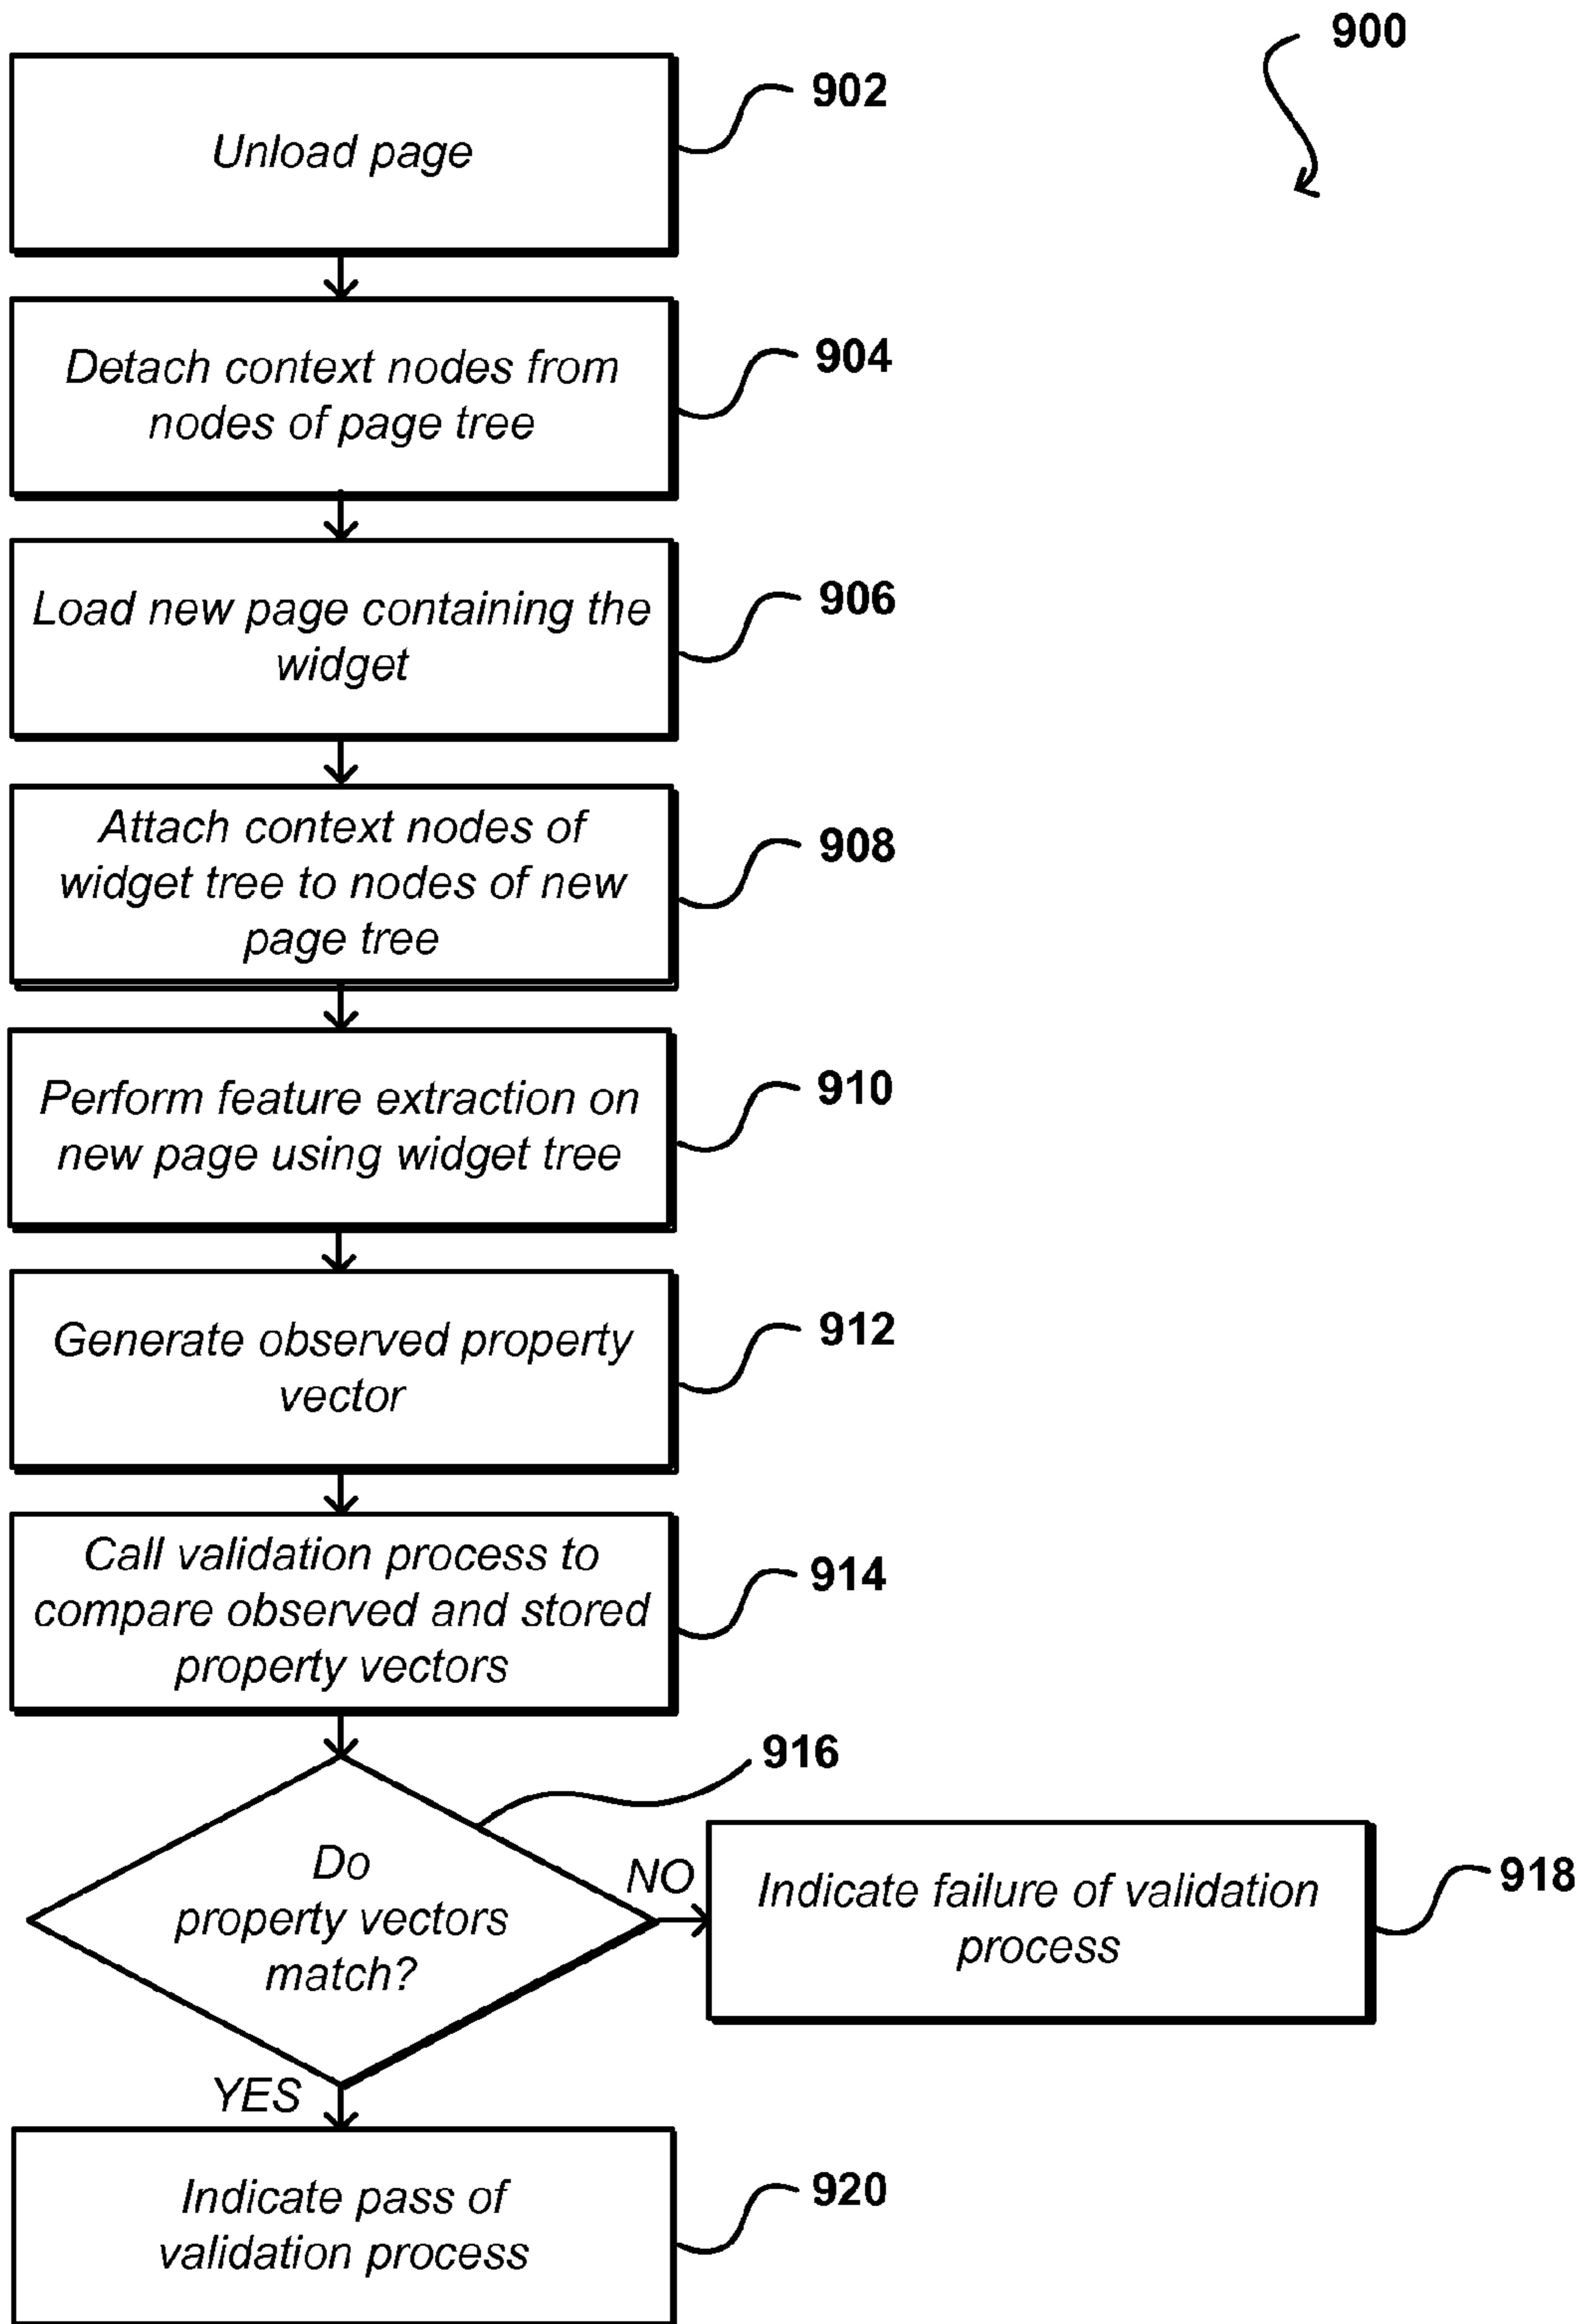 900
Unload page
902
Detach context nodes from
nodes of page tree
904
Load new page containing the
widget
906
Attach context nodes of
widget tree to nodes of new
page tree
908
Perform feature extraction on
new page using widget tree
910
Generate observed property
vector
912
Call validation process to
compare observed and stored
property vectors
914
916
Do
property vectors
match?
NO
Indicate failure of validation
process
918
YES
Indicate pass of
validation process
920